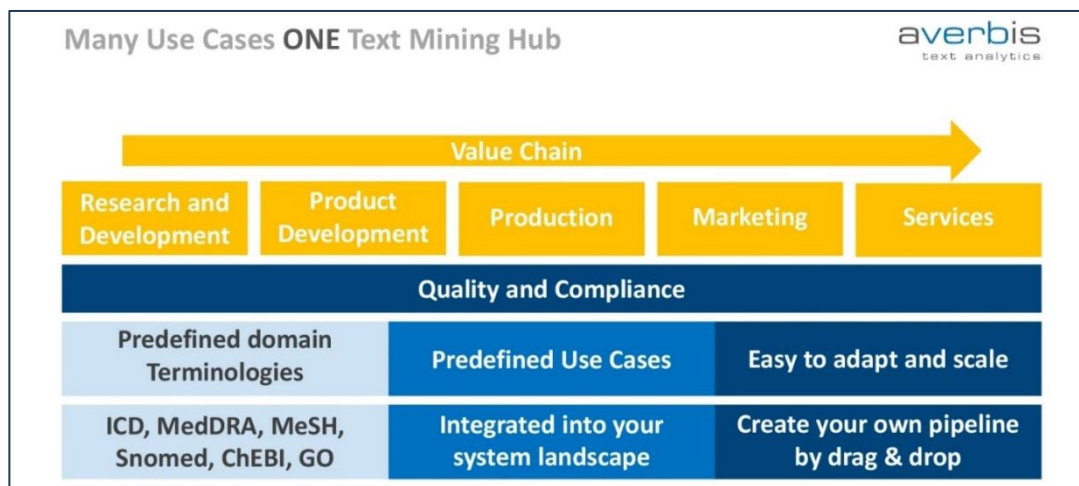 Many Use Cases ONE Text Mining Hub
averbis
text analytics
Value Chain
Research and
Development
Product
Development
Production
Marketing
Services
Quality and Compliance
Predefined domain
Terminologies
Predefined Use Cases
Easy to adapt and scale
ICD, MedDRA, MeSH,
Snomed, ChEBI, GO
Integrated into your
system landscape
Create your own pipeline
by drag & drop